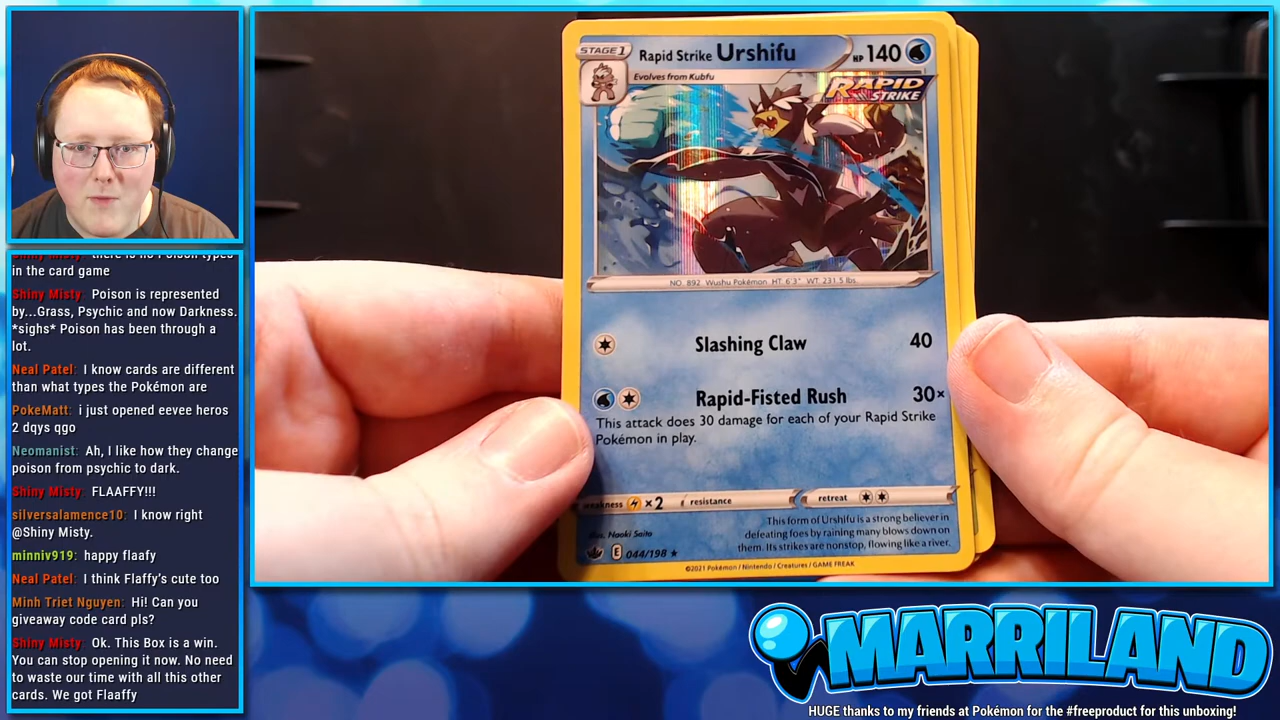 Shiny Misty: there is no Poison types
in the card game
Shiny Misty: Poison is represented
by...Grass, Psychic and now Darkness.
*sighs* Poison has been through a
lot.
Neal Patel: I know cards are different
than what types the Pokémon are
PokeMatt: i just opened eevee heros
2 dqys qgo
Neomanist: Ah, I like how they change
poison from psychic to dark.
Shiny Misty: FLAAFFY!!!
silversalamence10: I know right
@Shiny Misty.
minniv919: happy flaafy
Neal Patel: I think Flaffy's cute too
Minh Triet Nguyen: Hi! Can you
giveaway code card pls?
Shiny Misty: Ok. This Box is a win.
You can stop opening it now. No need
to waste our time with all this other
cards. We got Flaaffy
STAGE 1
Rapid Strike Urshifu
HP 140
Evolves from Kubfu
RAPID
STRIKE
NO. 892 Wushu Pokémon HT: 6'3" WT: 231.5 lbs.
Slashing Claw 40
Rapid-Fisted Rush 30×
This attack does 30 damage for each of your Rapid Strike
Pokémon in play.
weakness ×2 resistance retreat
Illus. Naoki Saito
E 044/198 ★
This form of Urshifu is a strong believer in
defeating foes by raining many blows down on
them. Its strikes are nonstop, flowing like a river.
©2021 Pokémon / Nintendo / Creatures / GAME FREAK
MARRILAND
HUGE thanks to my friends at Pokémon for the #freeproduct for this unboxing!